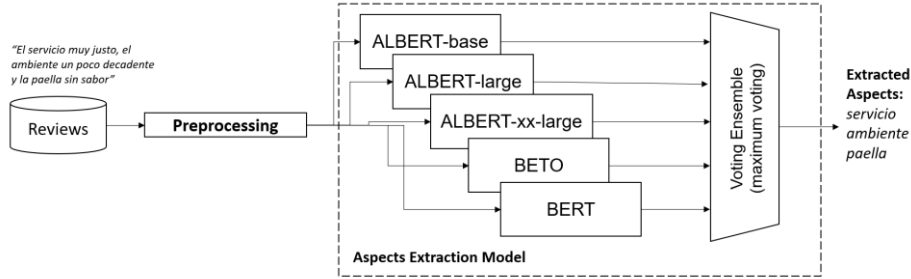 “El servicio muy justo, el
ambiente un poco decadente
y la paella sin sabor”
Reviews
Preprocessing
ALBERT-base
ALBERT-large
ALBERT-xx-large
BETO
BERT
Aspects Extraction Model
Voting Ensemble
(maximum voting)
Extracted
Aspects:
servicio
ambiente
paella